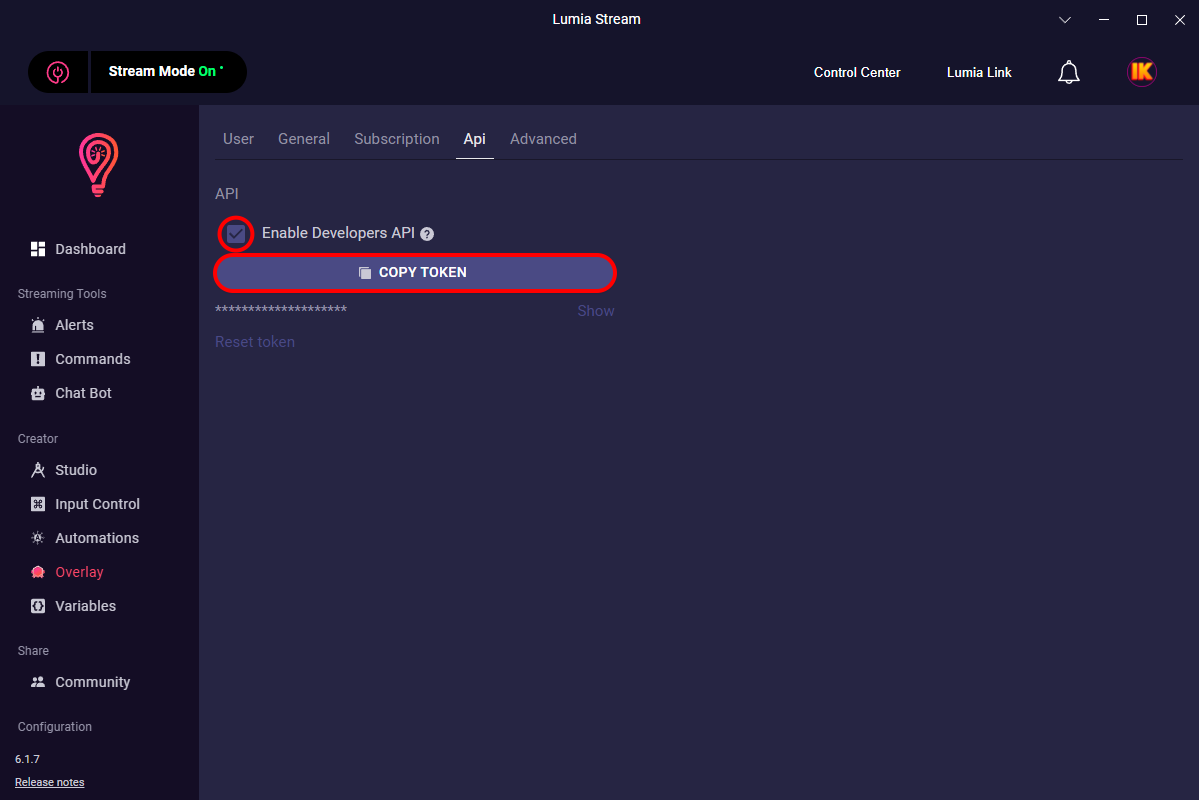 Lumia Stream
Stream Mode On
Control Center
Lumia Link
IK
User
General
Subscription
Api
Advanced
API
Enable Developers API
COPY TOKEN
********************
Show
Reset token
Dashboard
Streaming Tools
Alerts
Commands
Chat Bot
Creator
Studio
Input Control
Automations
Overlay
Variables
Share
Community
Configuration
6.1.7
Release notes